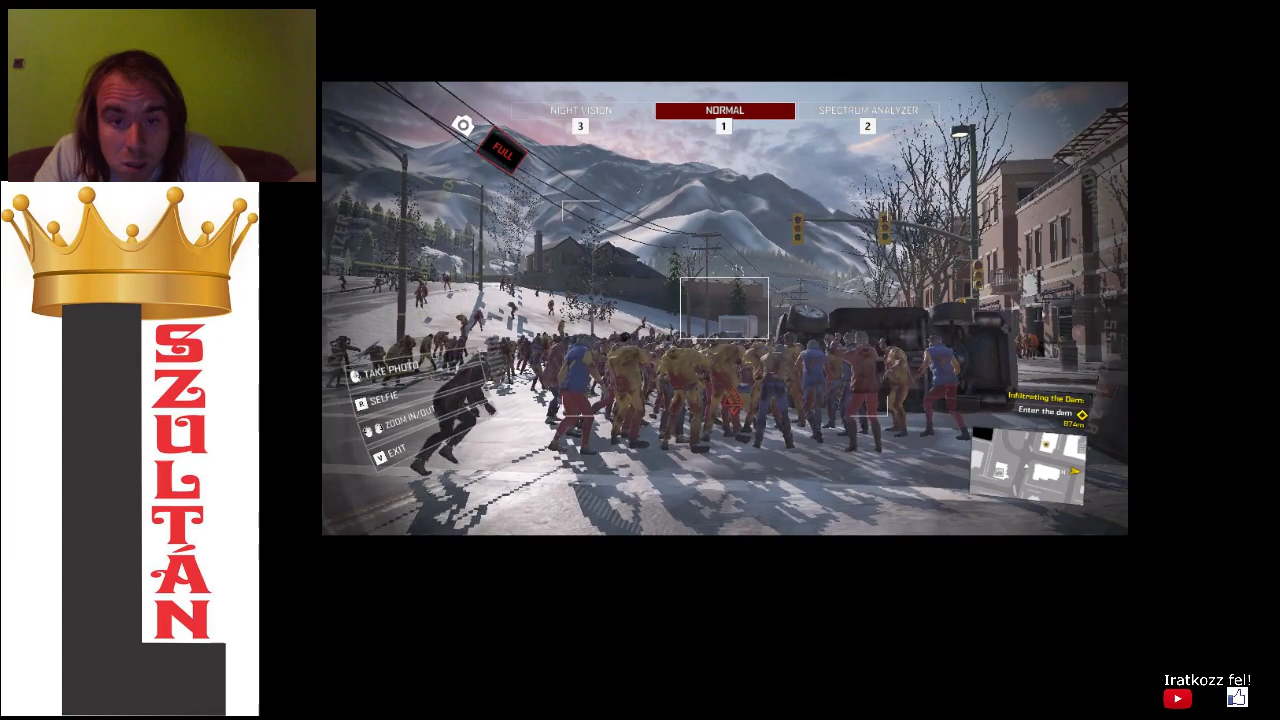 NIGHT VISION
NORMAL
SPECTRUM ANALYZER
3
1
2
FULL
TAKE PHOTO
R SELFIE
ZOOM IN/OUT
V EXIT
Infiltrating the Dam:
Enter the dam
874m
SZULTÁN
Iratkozz fel!